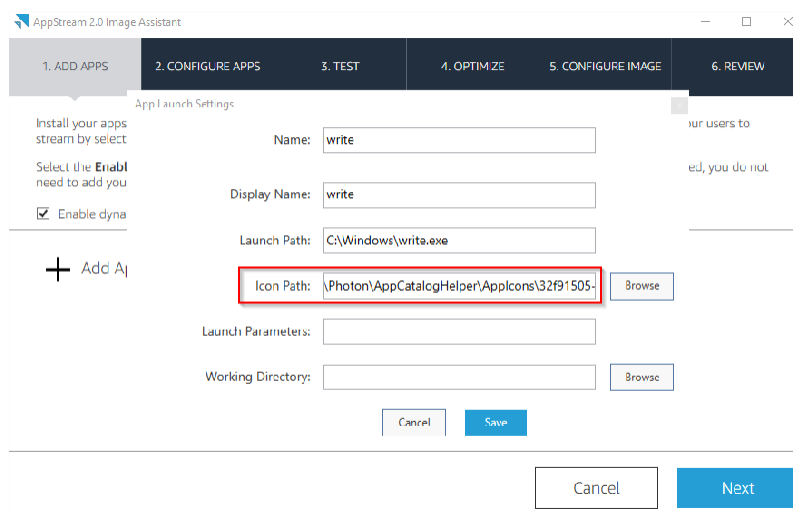 AppStream 2.0 Image Assistant
1. ADD APPS
2. CONFIGURE APPS
3. TEST
4. OPTIMIZE
5. CONFIGURE IMAGE
6. REVIEW
App Launch Settings
Install your apps
our users to
stream by select
Select the Enabl
ed, you do not
need to add you
Enable dyna
Add Ap
Name: write
Display Name: write
Launch Path: C:\Windows\write.exe
Icon Path: \Photon\AppCatalogHelper\AppIcons\32f91505- Browse
Launch Parameters:
Working Directory: Browse
Cancel Save
Cancel Next